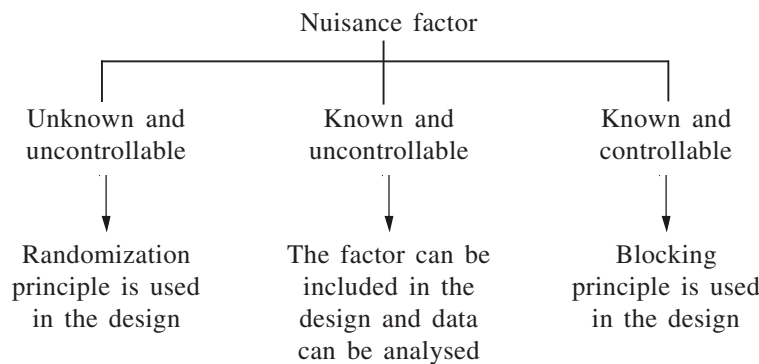 Nuisance factor
Unknown and
uncontrollable
Known and
uncontrollable
Known and
controllable
Randomization
principle is used
in the design
The factor can be
included in the
design and data
can be analysed
Blocking
principle is used
in the design